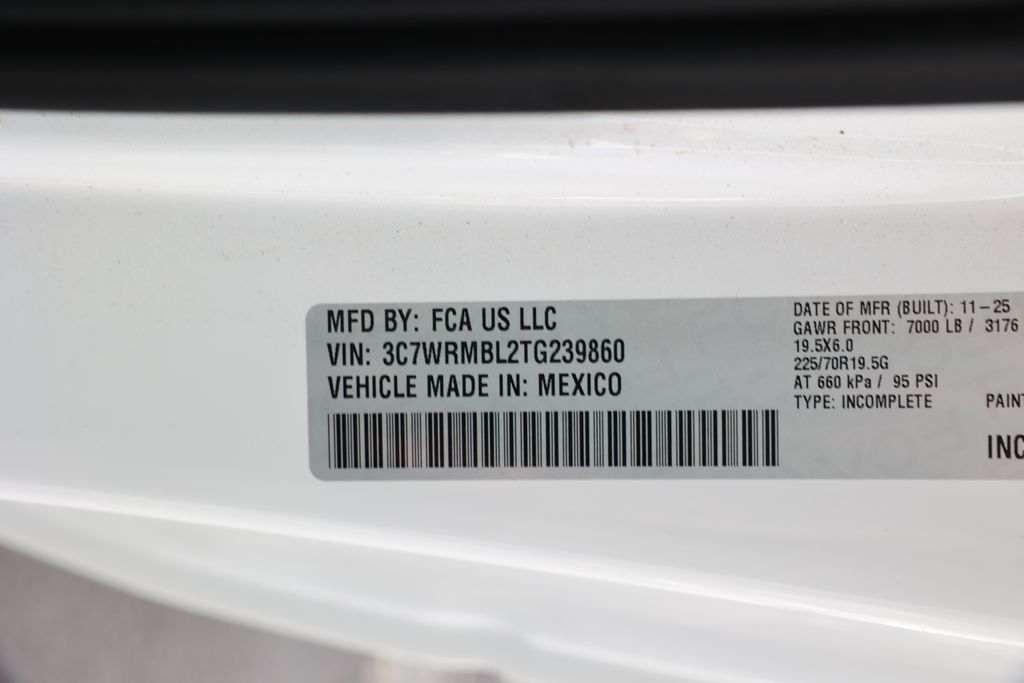 MFD BY: FCA US LLC
VIN: 3C7WRMBL2TG239860
VEHICLE MADE IN: MEXICO
DATE OF MFR (BUILT): 11-25
GAWR FRONT: 7000 LB / 3176
19.5X6.0
225/70R19.5G
AT 660 kPa / 95 PSI
TYPE: INCOMPLETE
PAINT
INC